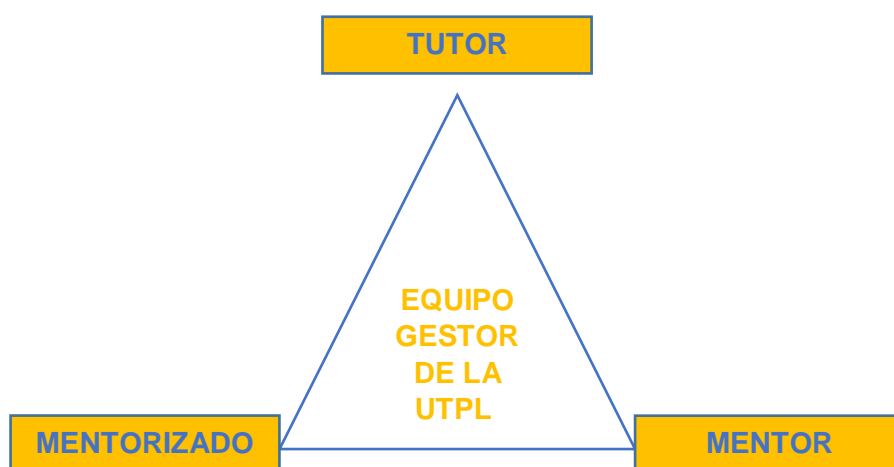 TUTOR
EQUIPO
GESTOR
DE LA
UTPL
MENTORIZADO
MENTOR